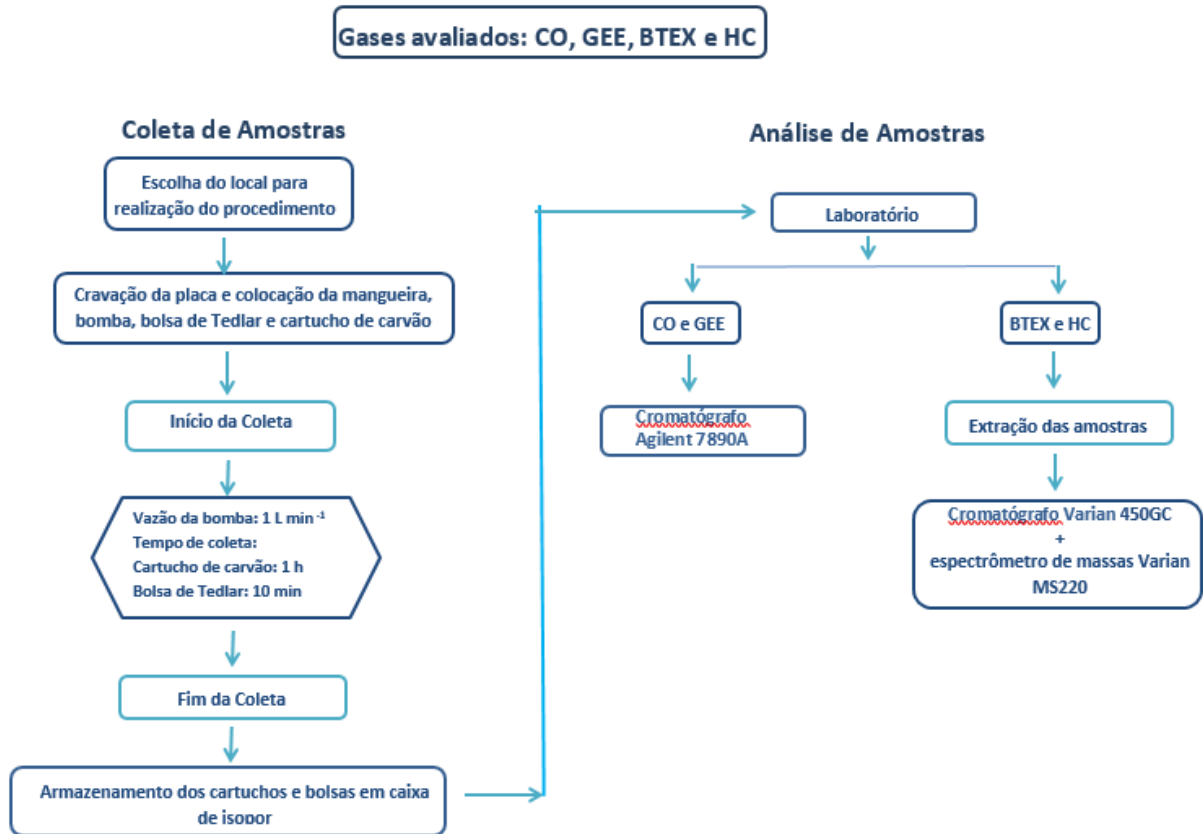 Gases avaliados: CO, GEE, BTEX e HC
Coleta de Amostras
Escolha do local para
realização do procedimento
Cravação da placa e colocação da mangueira,
bomba, bolsa de Tedlar e cartucho de carvão
Início da Coleta
Vazão da bomba: 1 L min ⁻¹
Tempo de coleta:
Cartucho de carvão: 1 h
Bolsa de Tedlar: 10 min
Fim da Coleta
Armazenamento dos cartuchos e bolsas em caixa
de isopor
Análise de Amostras
Laboratório
CO e GEE
Cromatógrafo
Agilent 7890A
BTEX e HC
Extração das amostras
Cromatógrafo Varian 450GC
+
espectrômetro de massas Varian
MS220